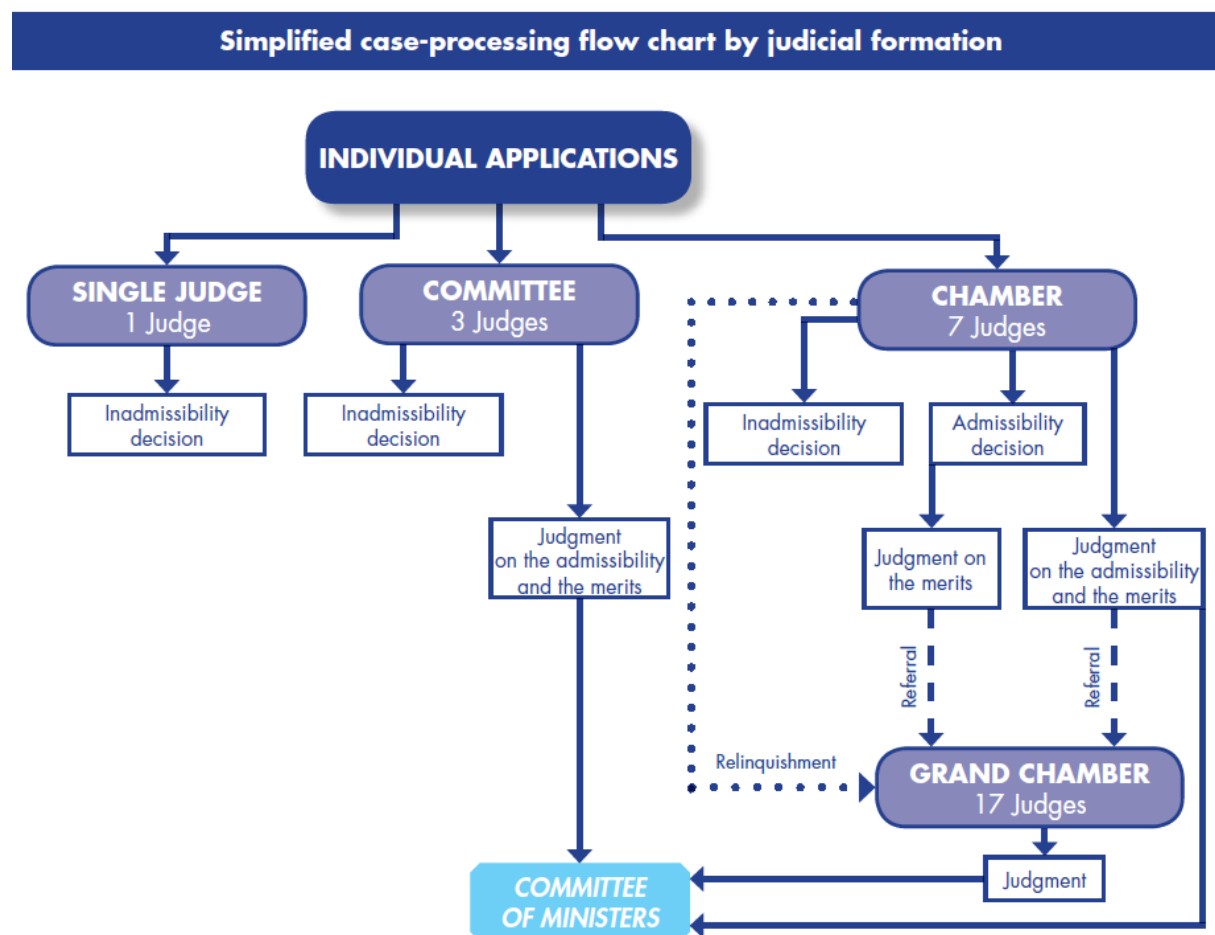 Simplified case-processing flow chart by judicial formation
INDIVIDUAL APPLICATIONS
SINGLE JUDGE
1 Judge
COMMITTEE
3 Judges
CHAMBER
7 Judges
Inadmissibility
decision
Inadmissibility
decision
Inadmissibility
decision
Admissibility
decision
Judgment
on the admissibility
and the merits
Judgment on
the merits
Judgment
on the admissibility
and the merits
Referral
Referral
Relinquishment
GRAND CHAMBER
17 Judges
Judgment
COMMITTEE
OF MINISTERS